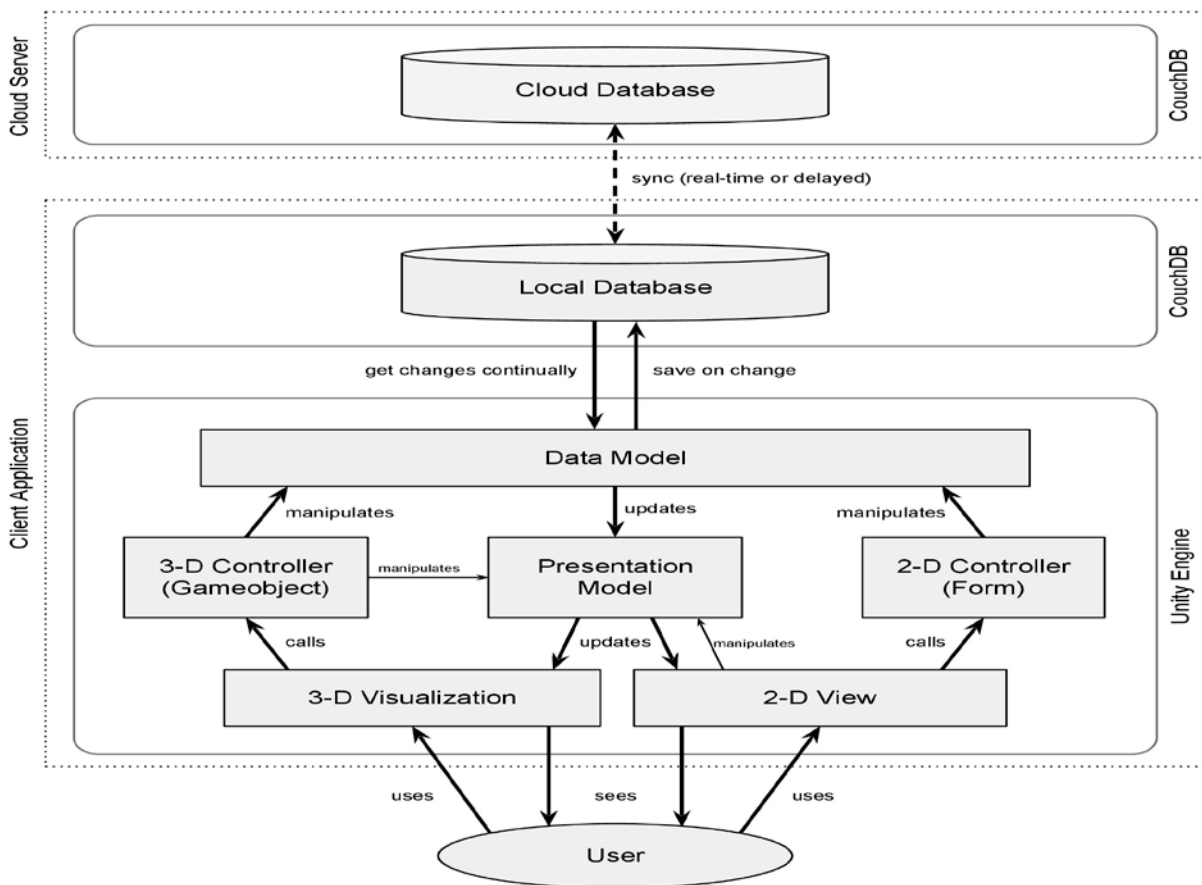 Cloud Server
Cloud Database
CouchDB
sync (real-time or delayed)
Client Application
Local Database
CouchDB
get changes continually
save on change
Unity Engine
Data Model
manipulates
updates
manipulates
3-D Controller
(Gameobject)
manipulates
Presentation
Model
2-D Controller
(Form)
calls
updates
manipulates
calls
3-D Visualization
2-D View
uses
sees
uses
User